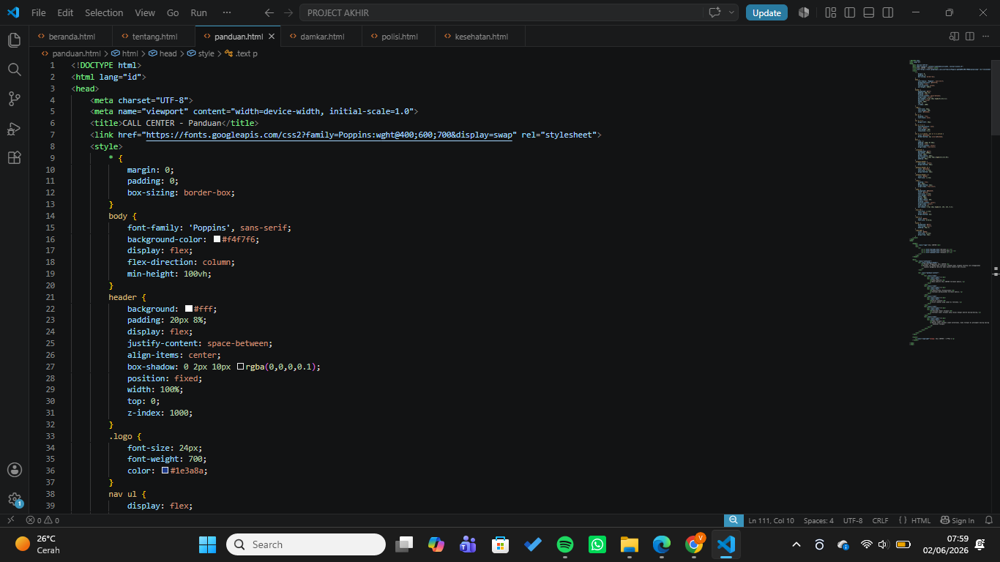 File Edit Selection View Go Run ··· PROJECT AKHIR Update
beranda.html tentang.html panduan.html damkar.html polisi.html kesehatan.html
panduan.html > html > head > style > .text p
1 <!DOCTYPE html>
2 <html lang="id">
3 <head>
4 <meta charset="UTF-8">
5 <meta name="viewport" content="width=device-width, initial-scale=1.0">
6 <title>CALL CENTER - Panduan</title>
7 <link href="https://fonts.googleapis.com/css2?family=Poppins:wght@400;600;700&display=swap" rel="stylesheet">
8 <style>
9 * {
10 margin: 0;
11 padding: 0;
12 box-sizing: border-box;
13 }
14 body {
15 font-family: 'Poppins', sans-serif;
16 background-color: #f4f7f6;
17 display: flex;
18 flex-direction: column;
19 min-height: 100vh;
20 }
21 header {
22 background: #fff;
23 padding: 20px 8%;
24 display: flex;
25 justify-content: space-between;
26 align-items: center;
27 box-shadow: 0 2px 10px rgba(0,0,0,0.1);
28 position: fixed;
29 width: 100%;
30 top: 0;
31 z-index: 1000;
32 }
33 .logo {
34 font-size: 24px;
35 font-weight: 700;
36 color: #1e3a8a;
37 }
38 nav ul {
39 display: flex;
1
0 0 Ln 111, Col 10 Spaces: 4 UTF-8 CRLF {} HTML Sign In
26°C
Cerah
Search
V
07:59
02/06/2026